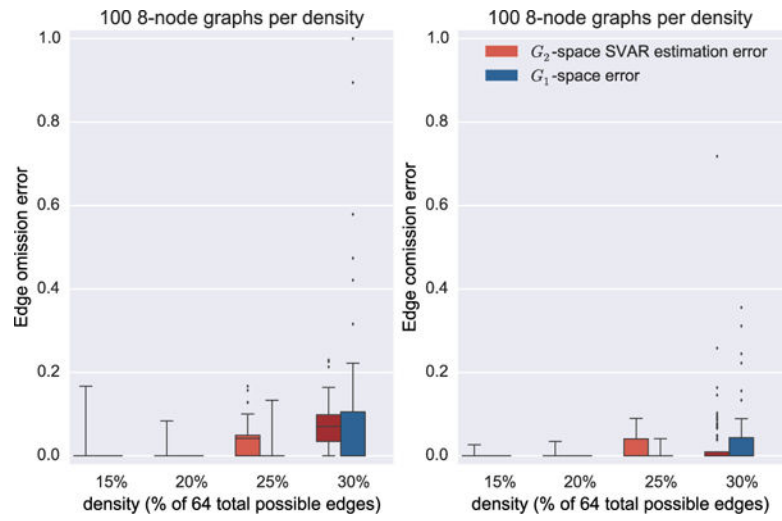 100 8-node graphs per density
Edge omission error
1.0
0.8
0.6
0.4
0.2
0.0
15% 20% 25% 30%
density (% of 64 total possible edges)
100 8-node graphs per density
G₂-space SVAR estimation error
G₁-space error
Edge comission error
1.0
0.8
0.6
0.4
0.2
0.0
15% 20% 25% 30%
density (% of 64 total possible edges)